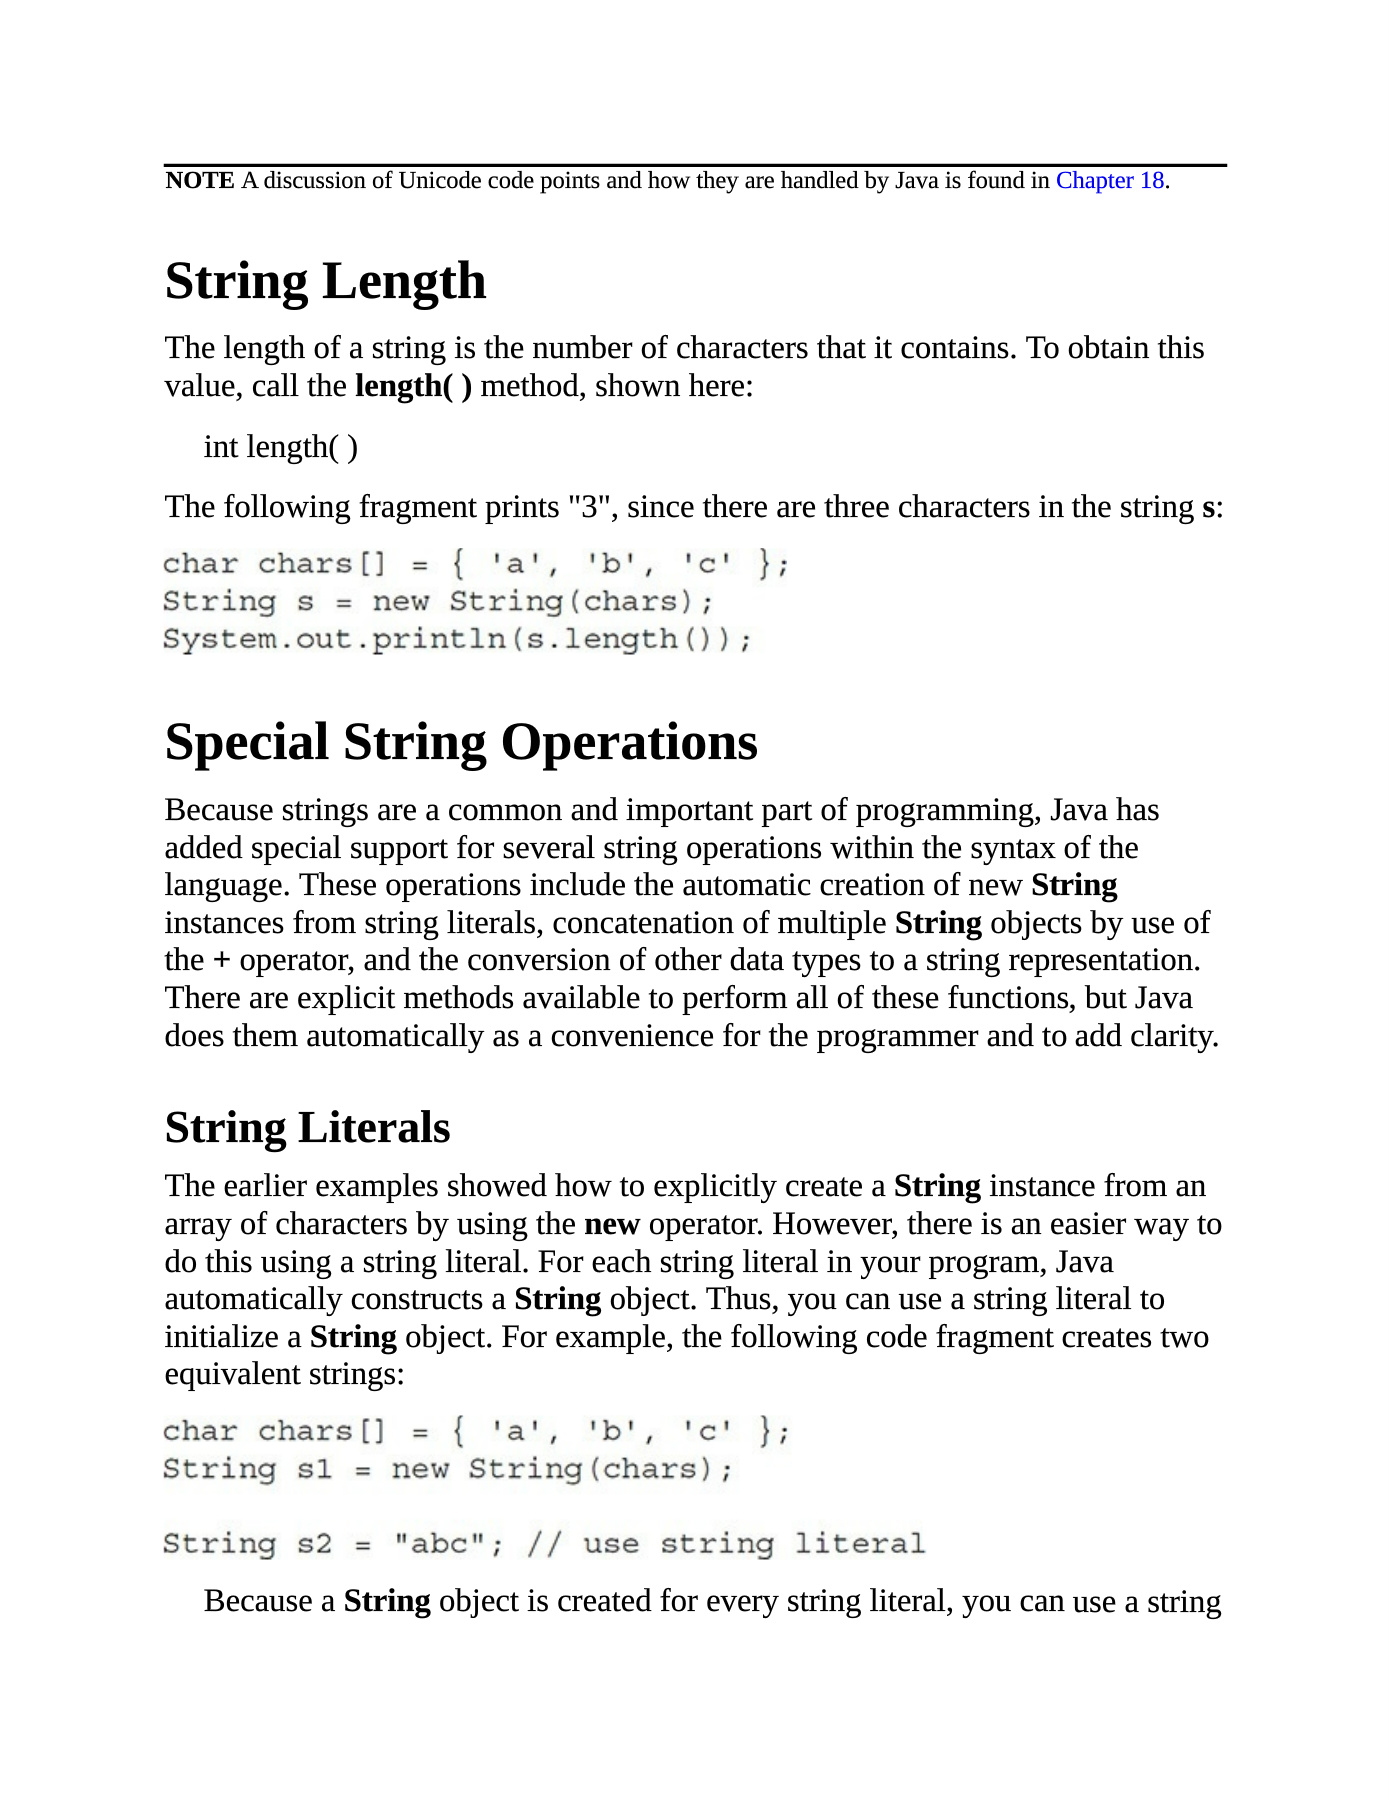 NOTE A discussion of Unicode code points and how they are handled by Java is found in Chapter 18.
String Length
The length of a string is the number of characters that it contains. To obtain this
value, call the length( ) method, shown here:
int length( )
The following fragment prints "3", since there are three characters in the string s:
char chars[] = { 'a', 'b', 'c' };
String s = new String(chars);
System.out.println(s.length());
Special String Operations
Because strings are a common and important part of programming, Java has
added special support for several string operations within the syntax of the
language. These operations include the automatic creation of new String
instances from string literals, concatenation of multiple String objects by use of
the + operator, and the conversion of other data types to a string representation.
There are explicit methods available to perform all of these functions, but Java
does them automatically as a convenience for the programmer and to add clarity.
String Literals
The earlier examples showed how to explicitly create a String instance from an
array of characters by using the new operator. However, there is an easier way to
do this using a string literal. For each string literal in your program, Java
automatically constructs a String object. Thus, you can use a string literal to
initialize a String object. For example, the following code fragment creates two
equivalent strings:
char chars[] = { 'a', 'b', 'c' };
String s1 = new String(chars);
String s2 = "abc"; // use string literal
Because a String object is created for every string literal, you can use a string